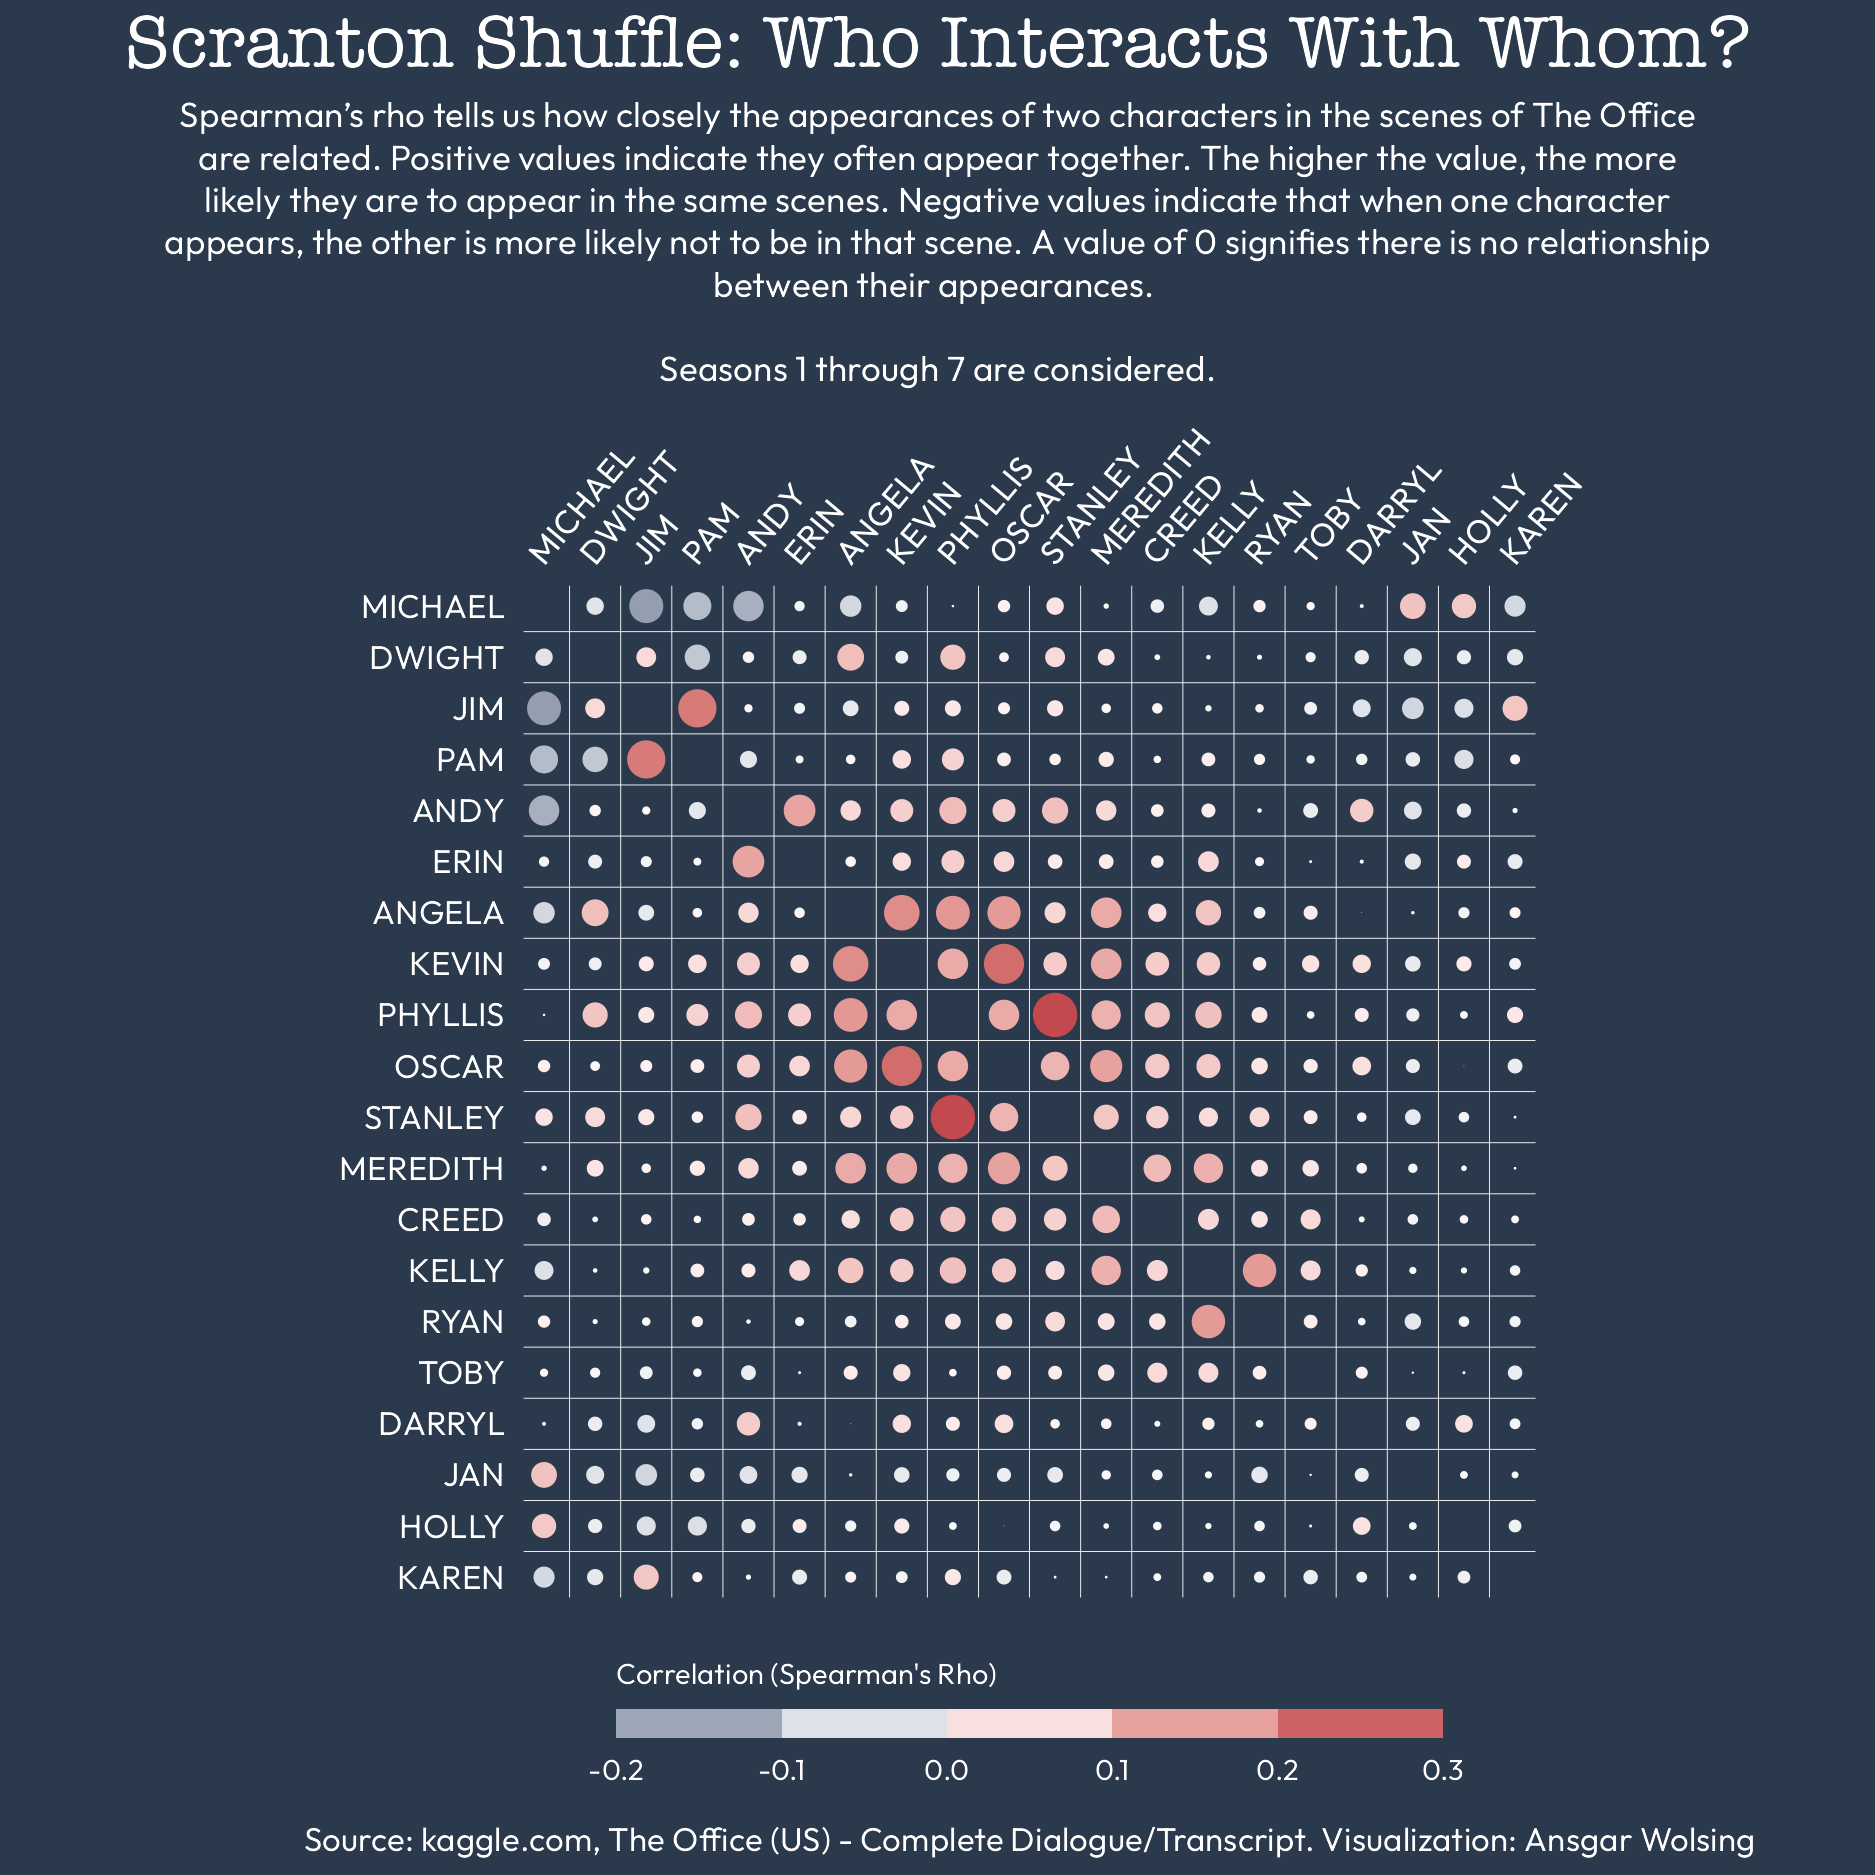 Scranton Shuffle: Who Interacts With Whom?
Spearman’s rho tells us how closely the appearances of two characters in the scenes of The Office
are related. Positive values indicate they often appear together. The higher the value, the more
likely they are to appear in the same scenes. Negative values indicate that when one character
appears, the other is more likely not to be in that scene. A value of 0 signifies there is no relationship
between their appearances.
Seasons 1 through 7 are considered.
MICHAEL
DWIGHT
JIM
PAM
ANDY
ERIN
ANGELA
KEVIN
PHYLLIS
OSCAR
STANLEY
MEREDITH
CREED
KELLY
RYAN
TOBY
DARRYL
JAN
HOLLY
KAREN
MICHAEL
DWIGHT
JIM
PAM
ANDY
ERIN
ANGELA
KEVIN
PHYLLIS
OSCAR
STANLEY
MEREDITH
CREED
KELLY
RYAN
TOBY
DARRYL
JAN
HOLLY
KAREN
Correlation (Spearman's Rho)
-0.2 -0.1 0.0 0.1 0.2 0.3
Source: kaggle.com, The Office (US) - Complete Dialogue/Transcript. Visualization: Ansgar Wolsing